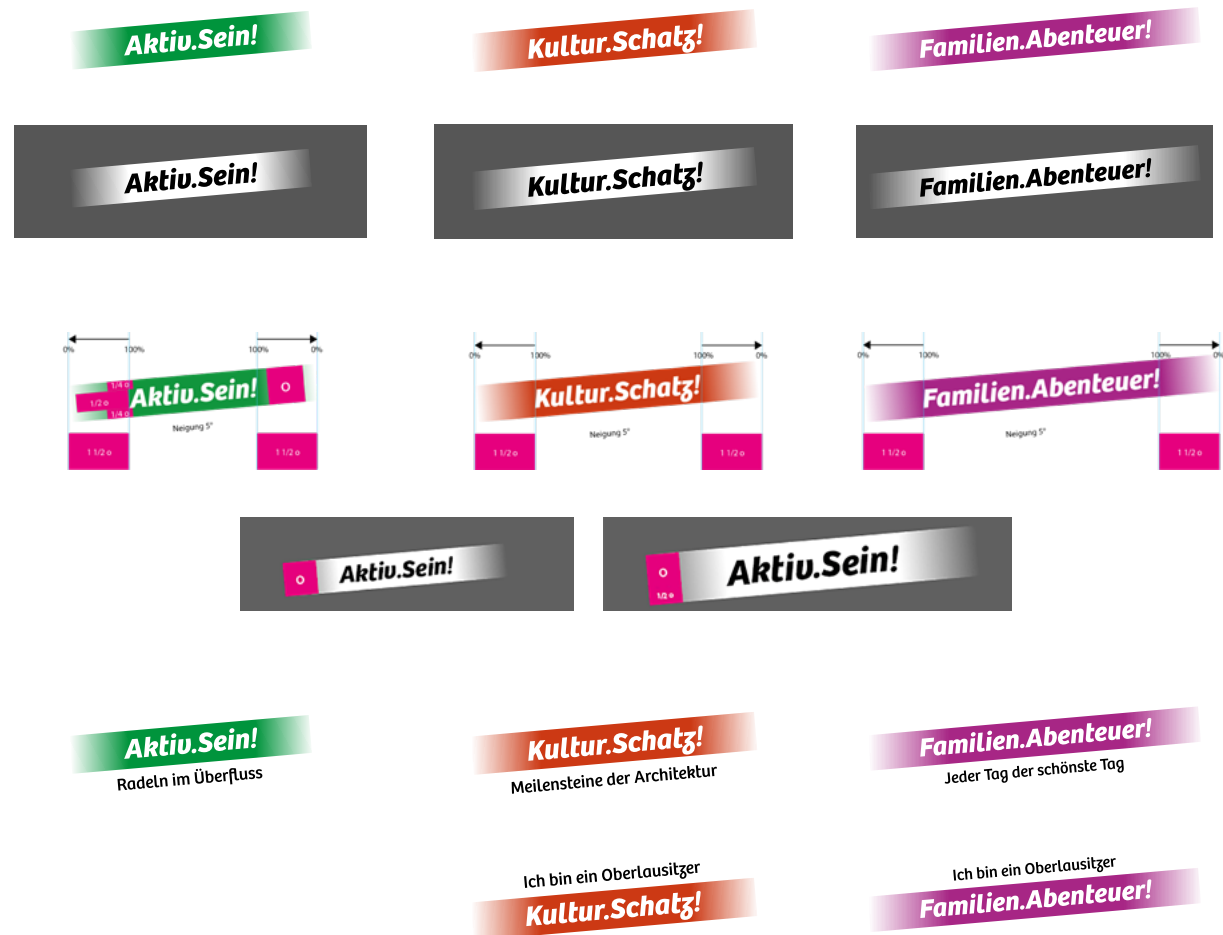 Aktiv.Sein!
Kultur.Schatz!
Familien.Abenteuer!
Aktiv.Sein!
Kultur.Schatz!
Familien.Abenteuer!
0% 100% 100% 0%
0% 100% 100% 0%
0% 100% 100% 0%
1/4 o
1/2 o
1/4 o
Aktiv.Sein!
o
Kultur.Schatz!
Familien.Abenteuer!
Neigung 5°
Neigung 5°
Neigung 5°
1 1/2 o
1 1/2 o
1 1/2 o
1 1/2 o
1 1/2 o
1 1/2 o
o
Aktiv.Sein!
o
1/2 o
Aktiv.Sein!
Aktiv.Sein!
Radeln im Überfluss
Kultur.Schatz!
Meilensteine der Architektur
Familien.Abenteuer!
Jeder Tag der schönste Tag
Ich bin ein Oberlausitzer
Kultur.Schatz!
Ich bin ein Oberlausitzer
Familien.Abenteuer!